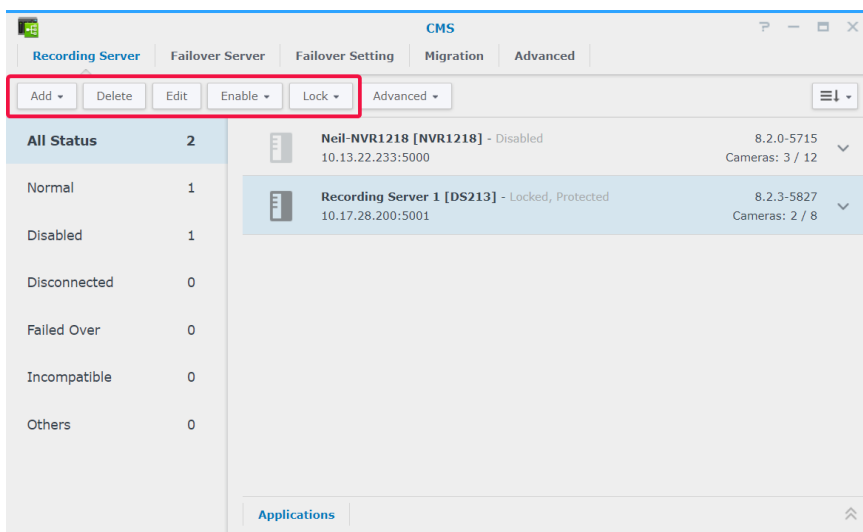 CMS
Recording Server Failover Server Failover Setting Migration Advanced
Add Delete Edit Enable Lock Advanced
All Status 2
Normal 1
Disabled 1
Disconnected 0
Failed Over 0
Incompatible 0
Others 0
Neil-NVR1218 [NVR1218] - Disabled 8.2.0-5715
10.13.22.233:5000 Cameras: 3 / 12
Recording Server 1 [DS213] - Locked, Protected 8.2.3-5827
10.17.28.200:5001 Cameras: 2 / 8
Applications